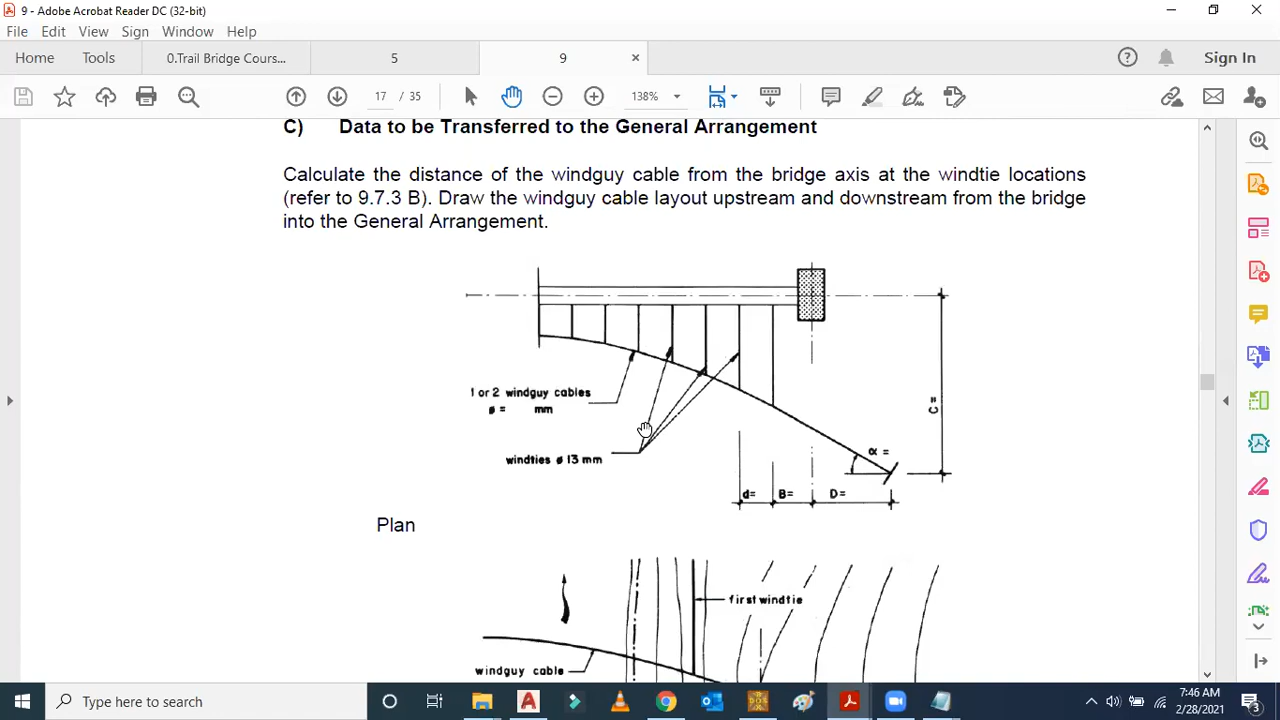 9 - Adobe Acrobat Reader DC (32-bit)
File Edit View Sign Window Help
Home Tools 0.Trail Bridge Cours... 5 9 Sign In
17 / 35 138%
C) Data to be Transferred to the General Arrangement
Calculate the distance of the windguy cable from the bridge axis at the windtie locations
(refer to 9.7.3 B). Draw the windguy cable layout upstream and downstream from the bridge
into the General Arrangement.
1 or 2 windguy cables
ø = mm
C=
windties ø 13 mm
α =
d= B= D=
Plan
first windtie
windguy cable
Type here to search
7:46 AM
2/28/2021
3